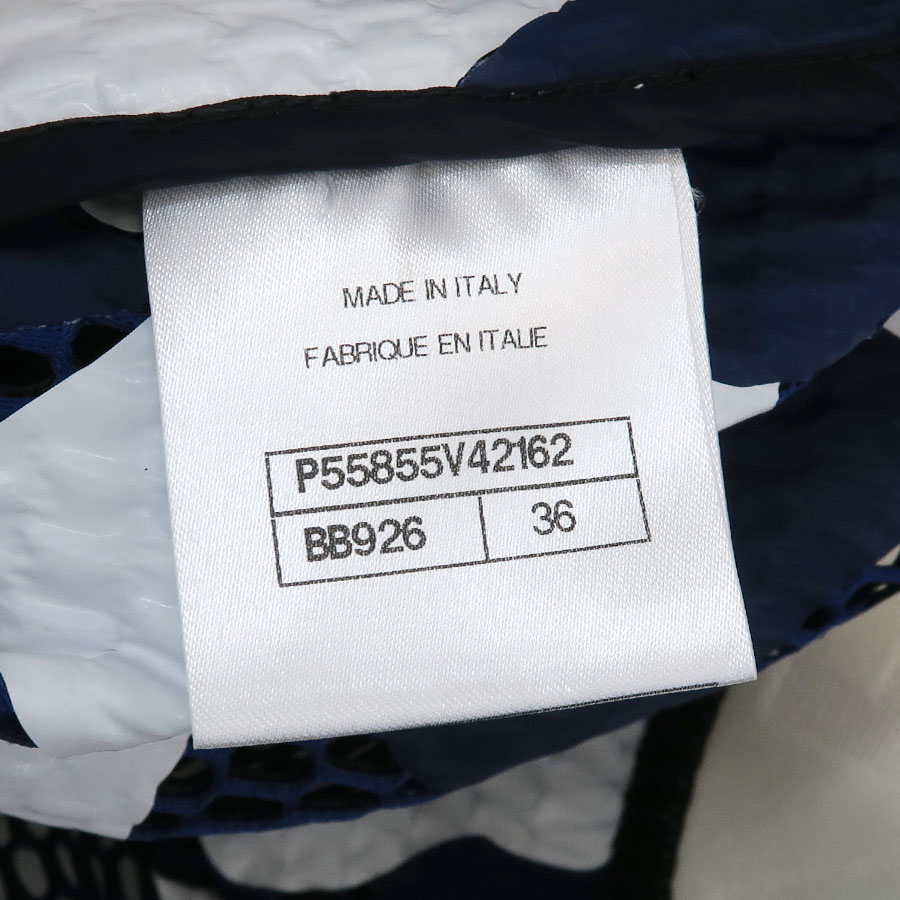 MADE IN ITALY
FABRIQUE EN ITALIE
P55855V42162
BB926 36